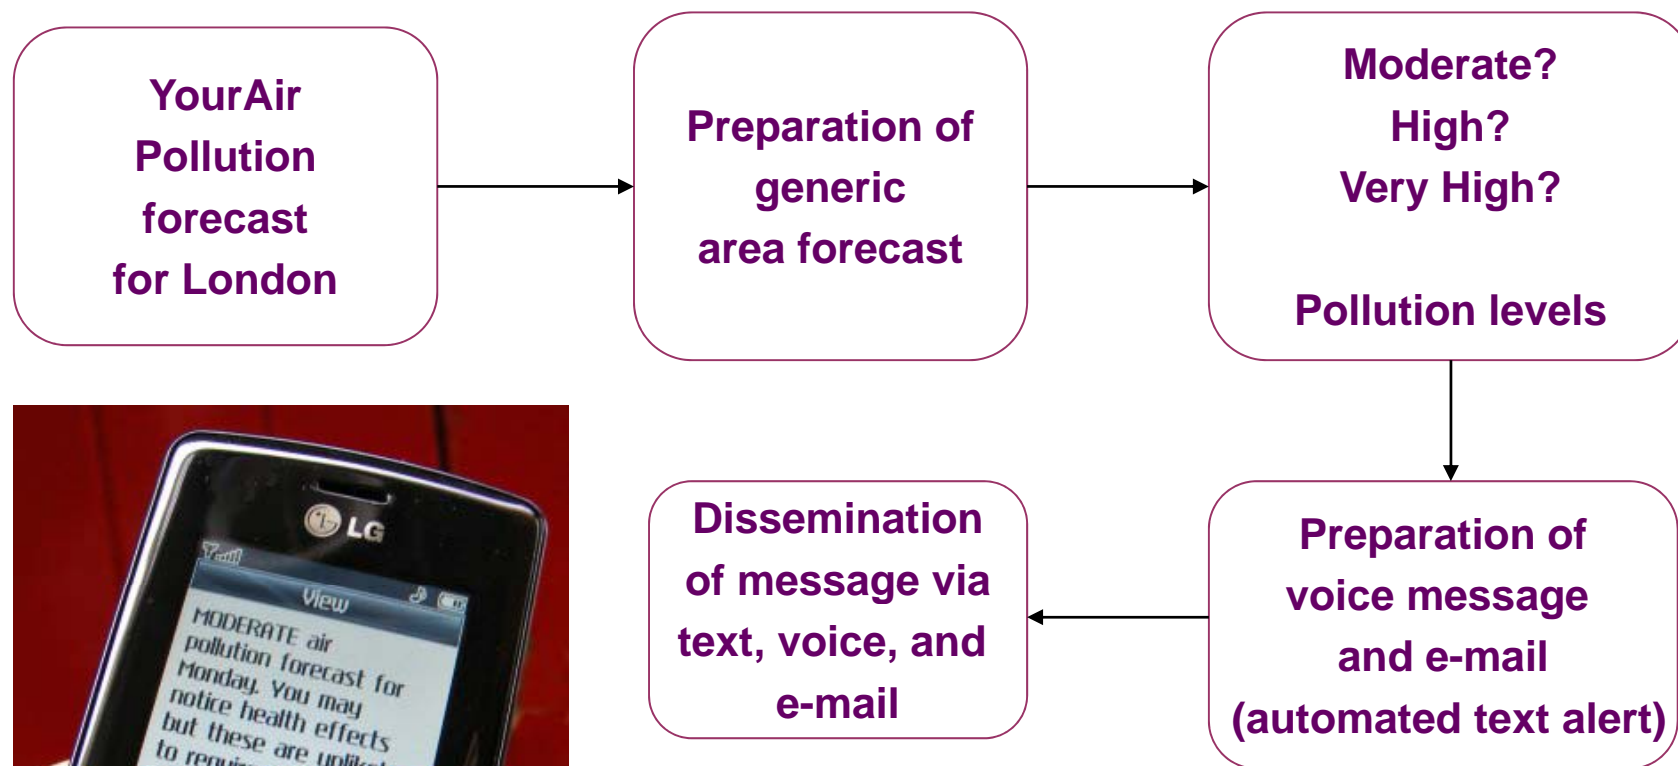 YourAir
Pollution
forecast
for London
Preparation of
generic
area forecast
Moderate?
High?
Very High?
Pollution levels
Preparation of
voice message
and e-mail
(automated text alert)
Dissemination
of message via
text, voice, and
e-mail
LG
View
MODERATE air
pollution forecast for
Monday. You may
notice health effects
but these are
to